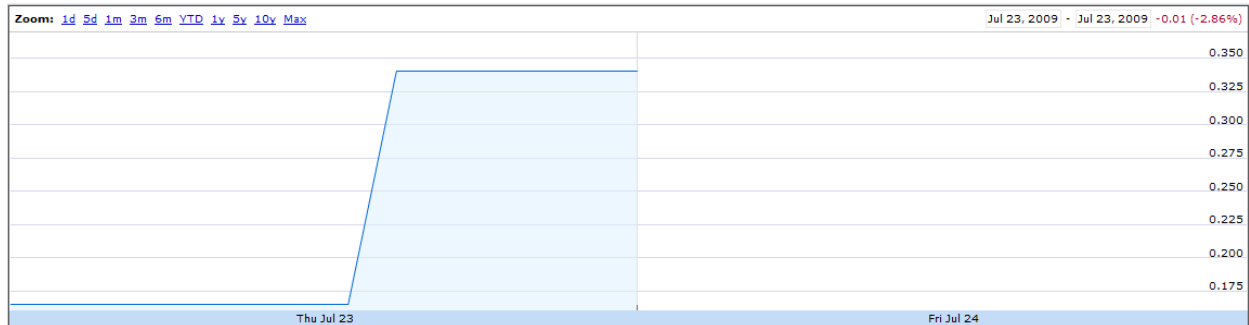 Zoom: 1d 5d 1m 3m 6m YTD 1y 5y 10y Max
Jul 23, 2009 - Jul 23, 2009 -0.01 (-2.86%)
0.350
0.325
0.300
0.275
0.250
0.225
0.200
0.175
Thu Jul 23
Fri Jul 24